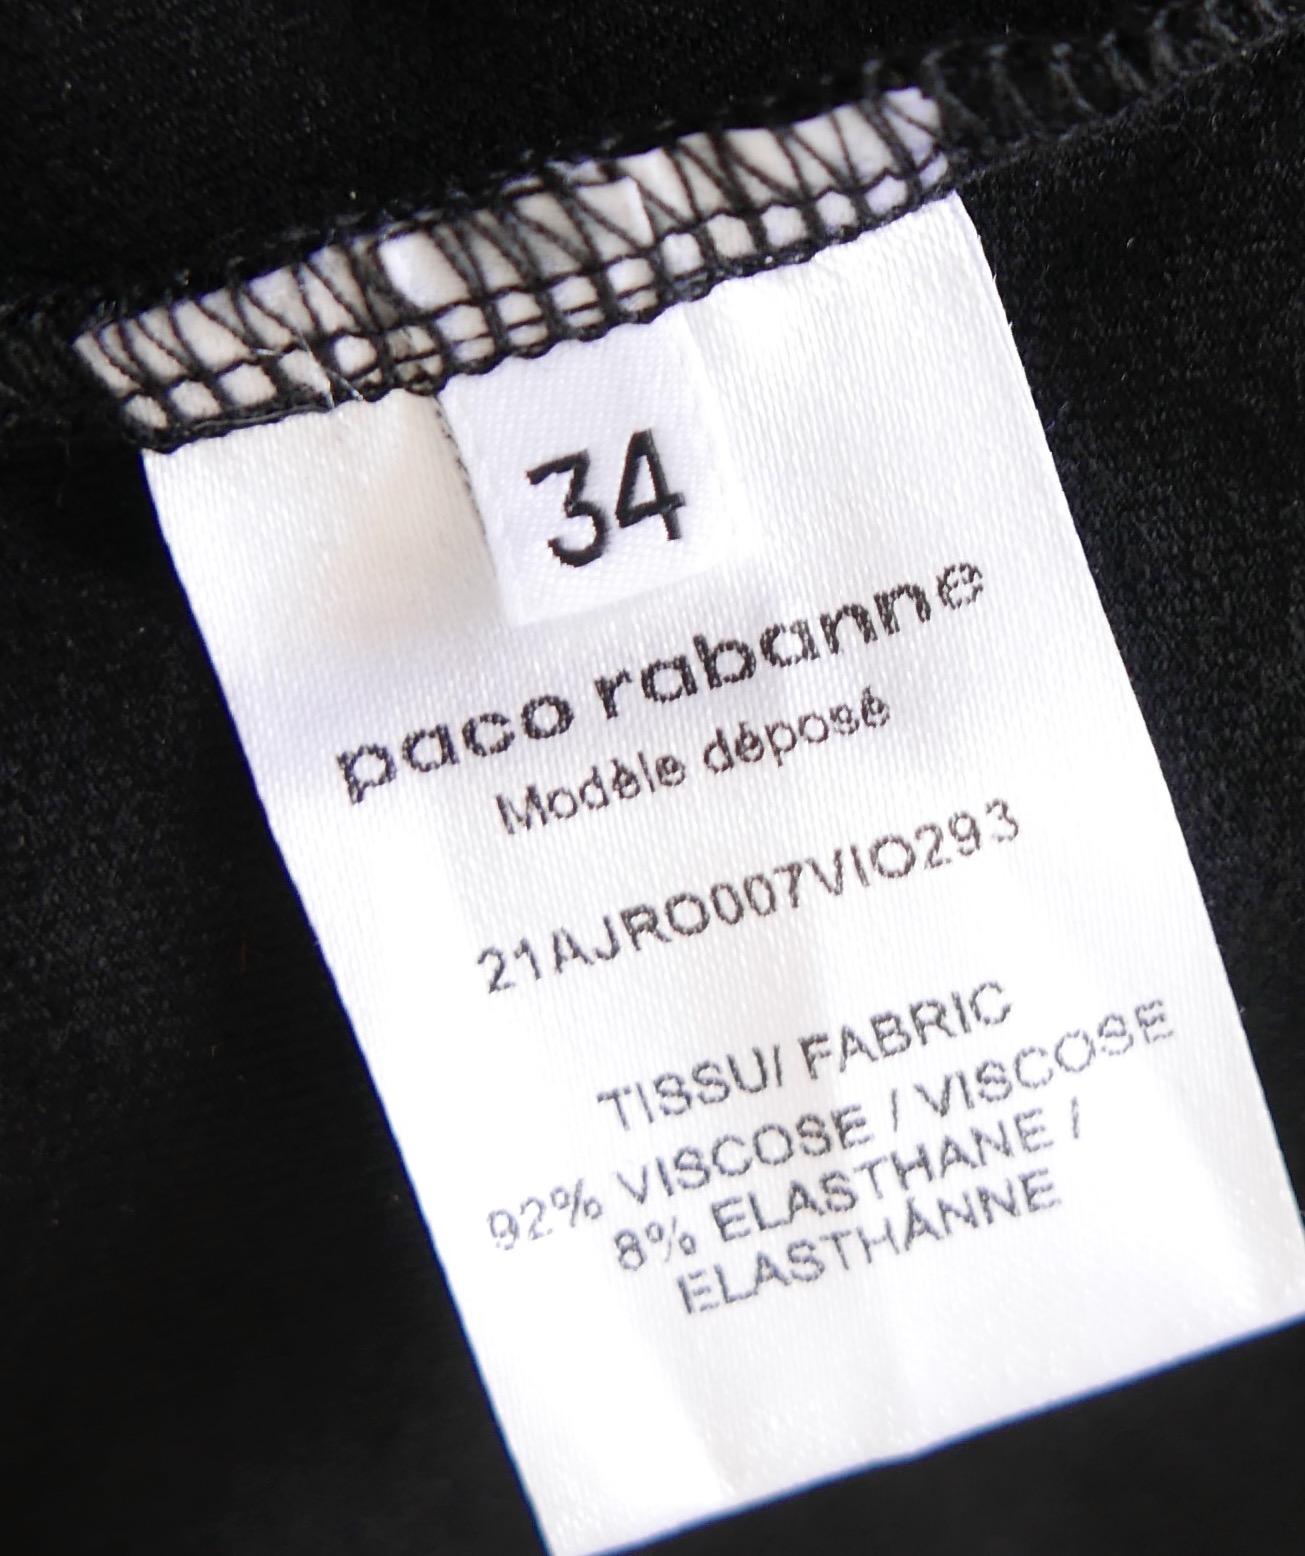 34
paco rabanne
Modèle déposé
21AJRO007VIO293
TISSU/ FABRIC
92% VISCOSE / VISCOSE
8% ELASTHANE /
ELASTHANNE